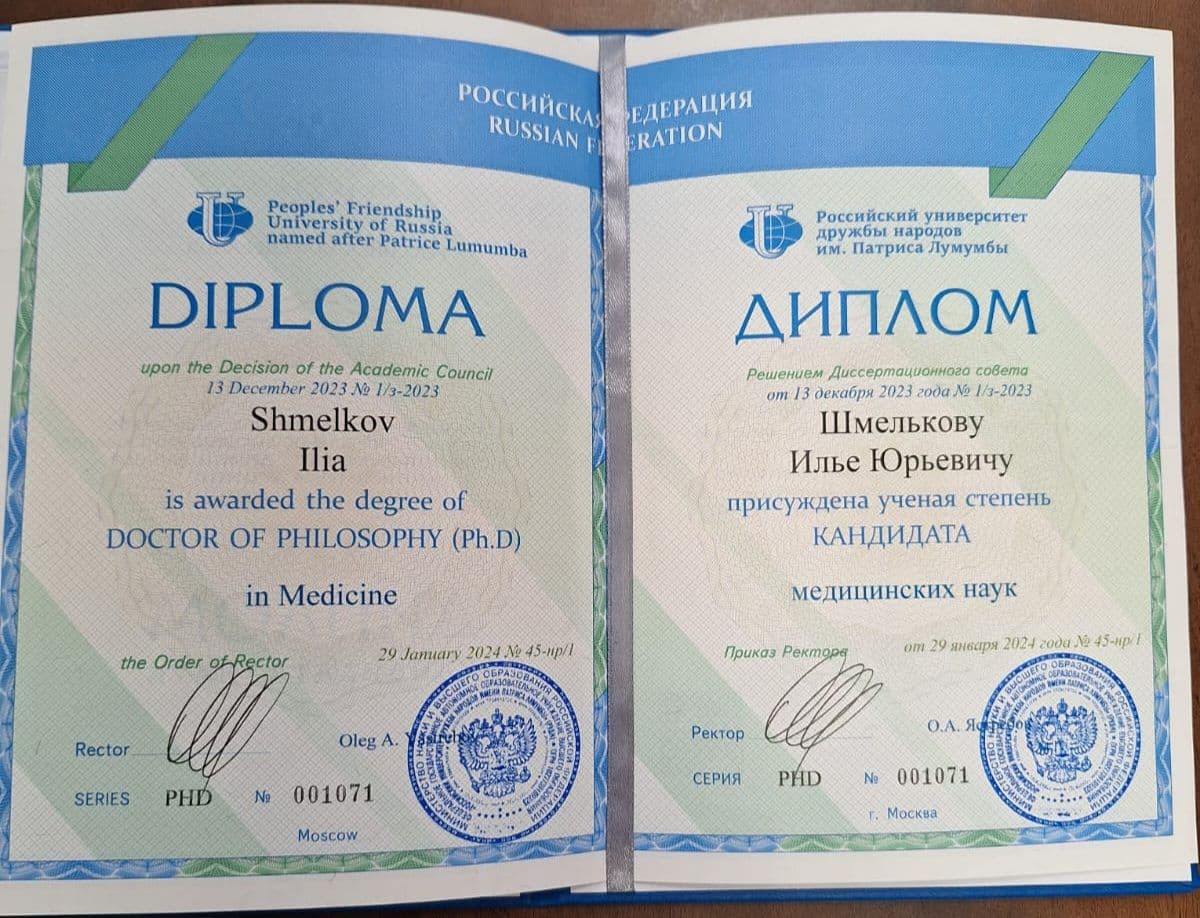 РОССИЙСКАЯ ФЕДЕРАЦИЯ
RUSSIAN FEDERATION
Peoples' Friendship
University of Russia
named after Patrice Lumumba
DIPLOMA
upon the Decision of the Academic Council
13 December 2023 № 1/з-2023
Shmelkov
Ilia
is awarded the degree of
DOCTOR OF PHILOSOPHY (Ph.D)
in Medicine
the Order of Rector
29 January 2024 № 45-нр/1
Rector
Oleg A.
SERIES PHD № 001071
Moscow
Российский университет
дружбы народов
им. Патриса Лумумбы
ДИПЛОМ
Решением Диссертационного совета
от 13 декабря 2023 года № 1/з-2023
Шмелькову
Илье Юрьевичу
присуждена ученая степень
КАНДИДАТА
медицинских наук
Приказ Ректора
от 29 января 2024 года № 45-нр/1
Ректор
О.А.
СЕРИЯ PHD № 001071
г. Москва